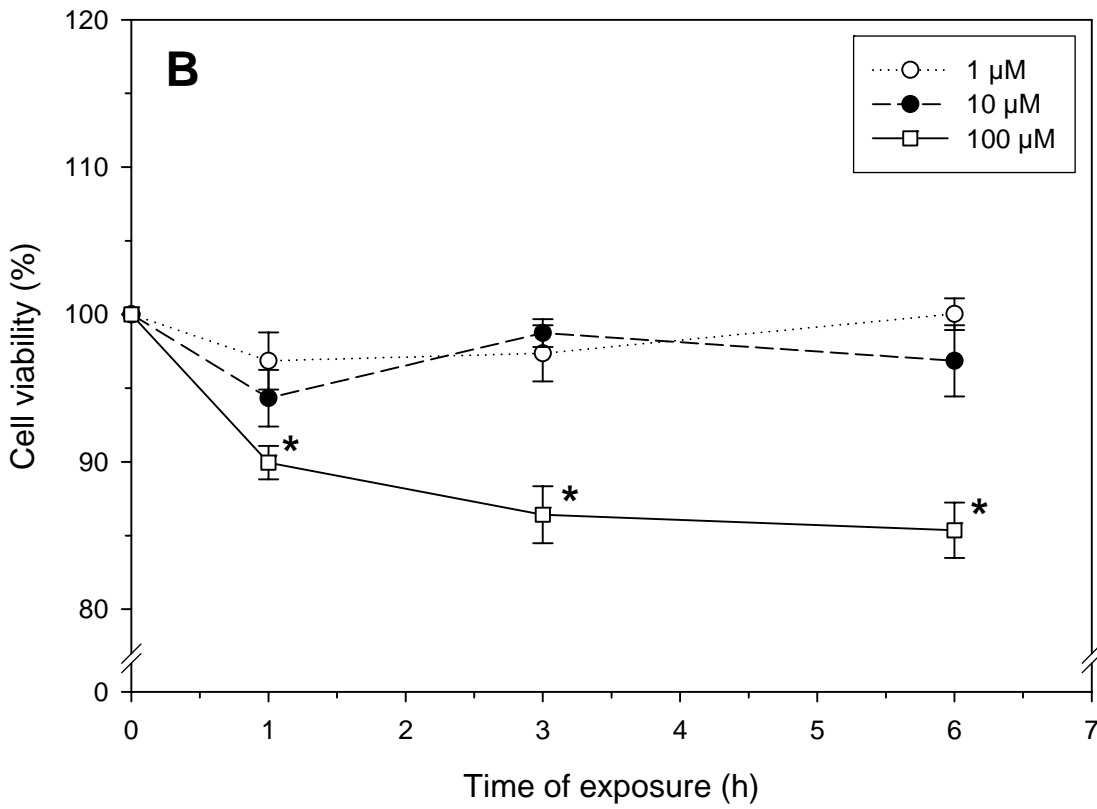 120
B
1 µM
10 µM
100 µM
110
100
90
80
0
*
*
*
Cell viability (%)
0 1 2 3 4 5 6 7
Time of exposure (h)